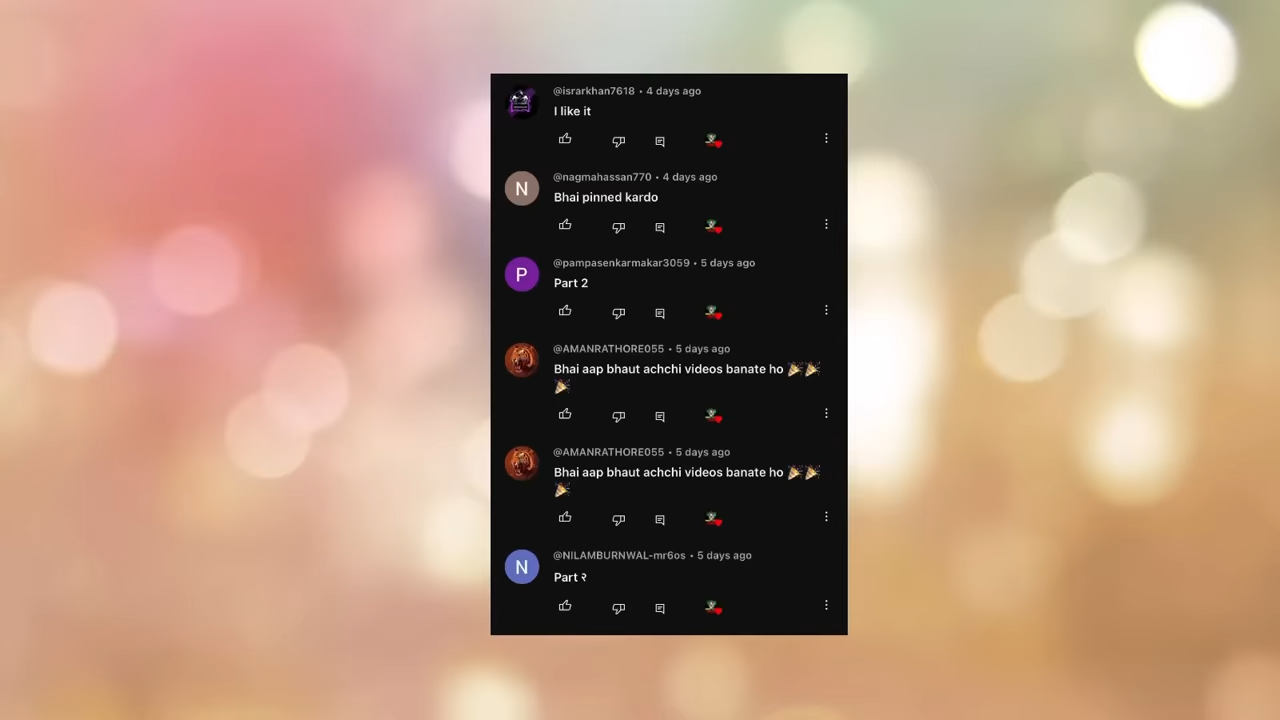 @israrkhan7618 • 4 days ago
I like it
N
@nagmahassan770 • 4 days ago
Bhai pinned kardo
P
@pampasenkarmakar3059 • 5 days ago
Part 2
@AMANRATHORE055 • 5 days ago
Bhai aap bhaut achchi videos banate ho 🎉🎉
🎉
@AMANRATHORE055 • 5 days ago
Bhai aap bhaut achchi videos banate ho 🎉🎉
🎉
N
@NILAMBURNWAL-mr6os • 5 days ago
Part २